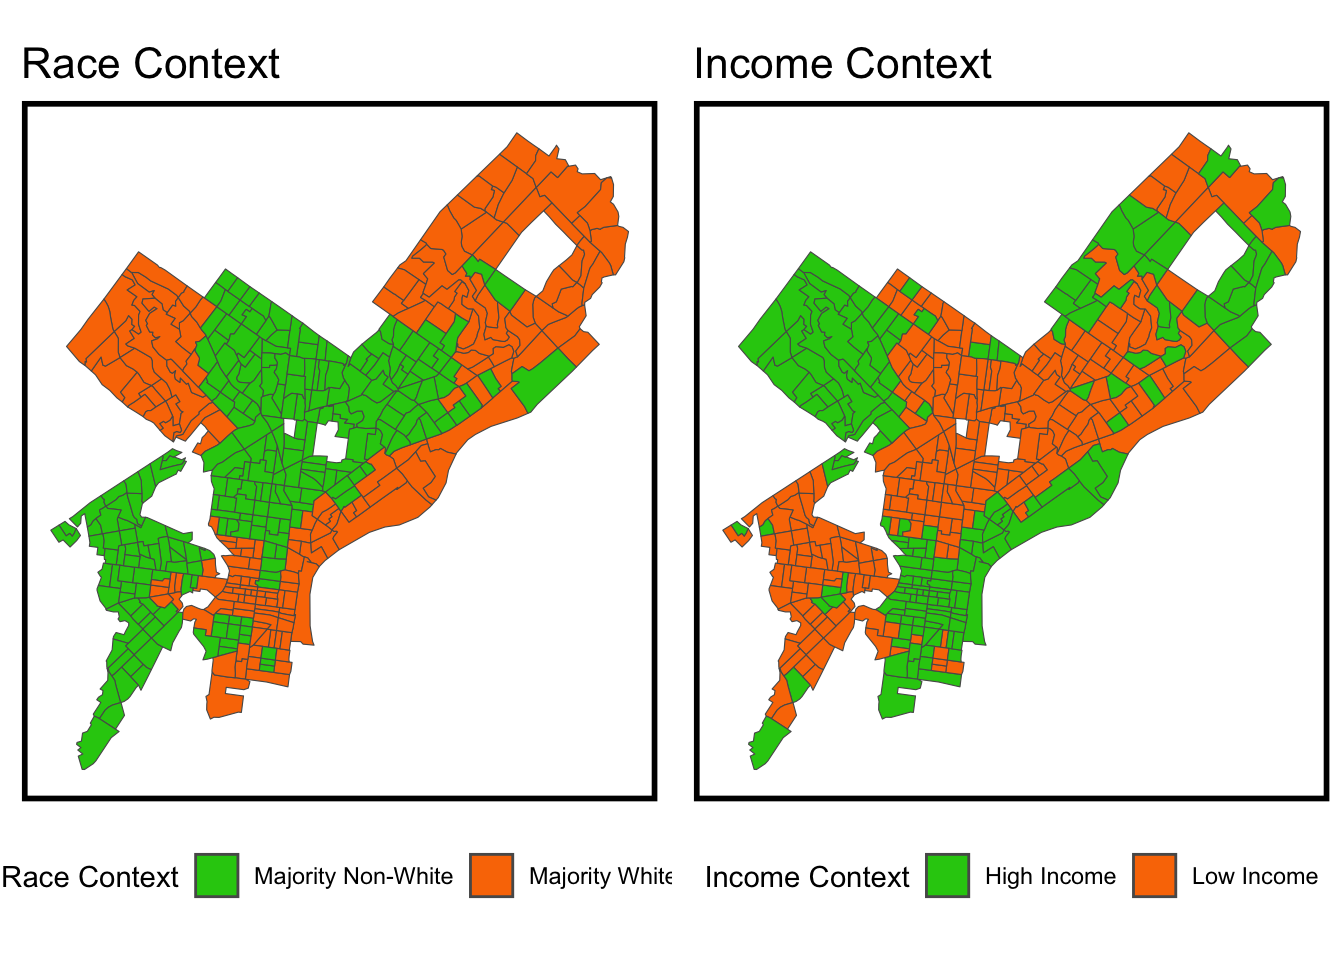 Race Context
Income Context
Race Context Majority Non-White Majority White
Income Context High Income Low Income